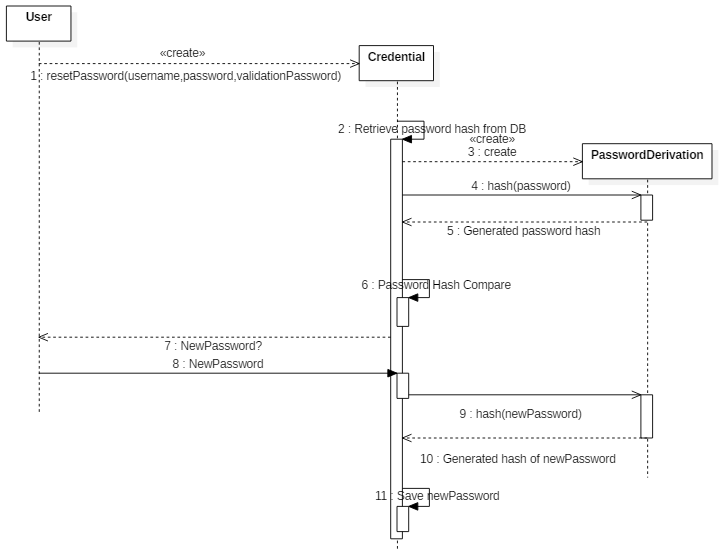 User
«create»
Credential
1 : resetPassword(username,password,validationPassword)
2 : Retrieve password hash from DB
«create»
3 : create
PasswordDerivation
4 : hash(password)
5 : Generated password hash
6 : Password Hash Compare
7 : NewPassword?
8 : NewPassword
9 : hash(newPassword)
10 : Generated hash of newPassword
11 : Save newPassword